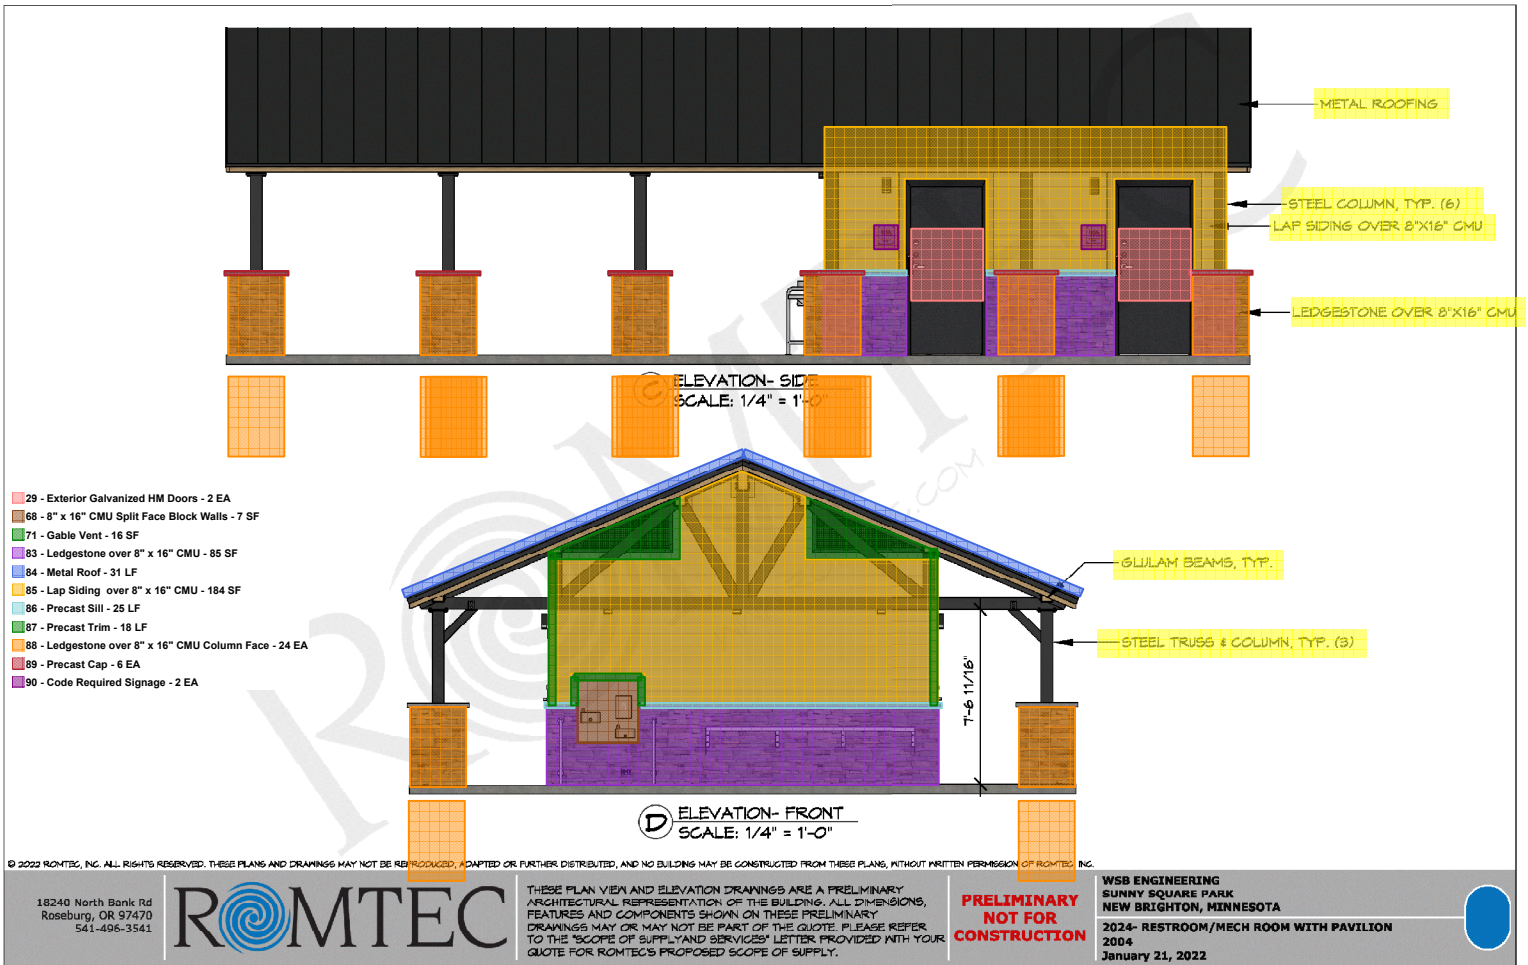 METAL ROOFING
STEEL COLUMN, TYP. (6)
LAP SIDING OVER 8"X16" CMU
LEDGESTONE OVER 8"X16" CMU
C ELEVATION- SIDE
SCALE: 1/4" = 1'-0"
ROMTEC
.COM
29 - Exterior Galvanized HM Doors - 2 EA
68 - 8" x 16" CMU Split Face Block Walls - 7 SF
71 - Gable Vent - 16 SF
83 - Ledgestone over 8" x 16" CMU - 85 SF
84 - Metal Roof - 31 LF
85 - Lap Siding over 8" x 16" CMU - 184 SF
86 - Precast Sill - 25 LF
87 - Precast Trim - 18 LF
88 - Ledgestone over 8" x 16" CMU Column Face - 24 EA
89 - Precast Cap - 6 EA
90 - Code Required Signage - 2 EA
GLULAM BEAMS, TYP.
STEEL TRUSS & COLUMN, TYP. (3)
7'-6 11/16"
D ELEVATION- FRONT
SCALE: 1/4" = 1'-0"
© 2022 ROMTEC, INC. ALL RIGHTS RESERVED. THESE PLANS AND DRAWINGS MAY NOT BE REPRODUCED, ADAPTED OR FURTHER DISTRIBUTED, AND NO BUILDING MAY BE CONSTRUCTED FROM THESE PLANS, WITHOUT WRITTEN PERMISSION OF ROMTEC INC.
18240 North Bank Rd
Roseburg, OR 97470
541-496-3541
ROMTEC
THESE PLAN VIEW AND ELEVATION DRAWINGS ARE A PRELIMINARY
ARCHITECTURAL REPRESENTATION OF THE BUILDING. ALL DIMENSIONS,
FEATURES AND COMPONENTS SHOWN ON THESE PRELIMINARY
DRAWINGS MAY OR MAY NOT BE PART OF THE QUOTE. PLEASE REFER
TO THE "SCOPE OF SUPPLY AND SERVICES" LETTER PROVIDED WITH YOUR
QUOTE FOR ROMTEC'S PROPOSED SCOPE OF SUPPLY.
PRELIMINARY
NOT FOR
CONSTRUCTION
WSB ENGINEERING
SUNNY SQUARE PARK
NEW BRIGHTON, MINNESOTA
2024- RESTROOM/MECH ROOM WITH PAVILION
2004
January 21, 2022